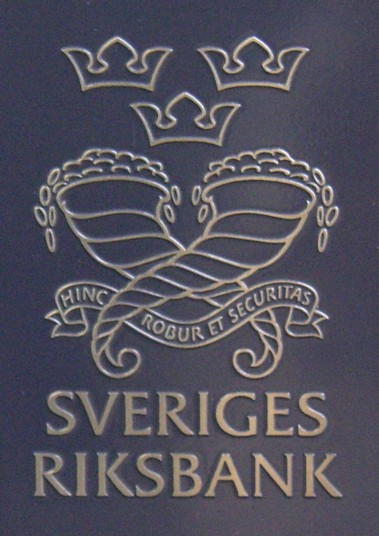 HINC ROBUR ET SECURITAS
SVERIGES
RIKSBANK